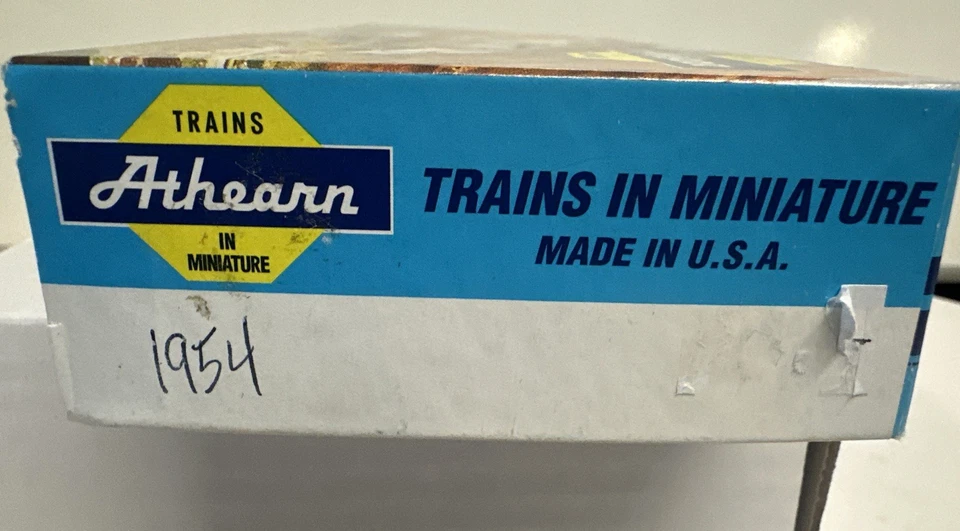 TRAINS
Athearn
IN
MINIATURE
TRAINS IN MINIATURE
MADE IN U.S.A.
1954